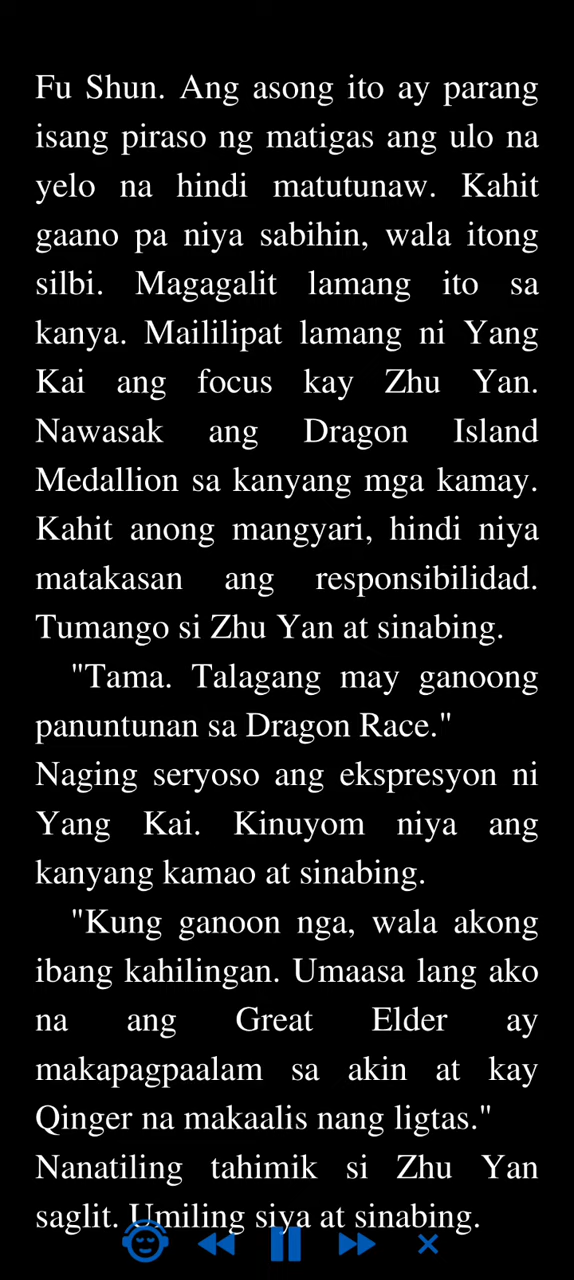 Fu Shun. Ang asong ito ay parang
isang piraso ng matigas ang ulo na
yelo na hindi matutunaw. Kahit
gaano pa niya sabihin, wala itong
silbi. Magagalit lamang ito sa
kanya. Maililipat lamang ni Yang
Kai ang focus kay Zhu Yan.
Nawasak ang Dragon Island
Medallion sa kanyang mga kamay.
Kahit anong mangyari, hindi niya
matakasan ang responsibilidad.
Tumango si Zhu Yan at sinabing.
"Tama. Talagang may ganoong
panuntunan sa Dragon Race."
Naging seryoso ang ekspresyon ni
Yang Kai. Kinuyom niya ang
kanyang kamao at sinabing.
"Kung ganoon nga, wala akong
ibang kahilingan. Umaasa lang ako
na ang Great Elder ay
makapagpaalam sa akin at kay
Qinger na makaalis nang ligtas."
Nanatiling tahimik si Zhu Yan
saglit. Umiling siya at sinabing.